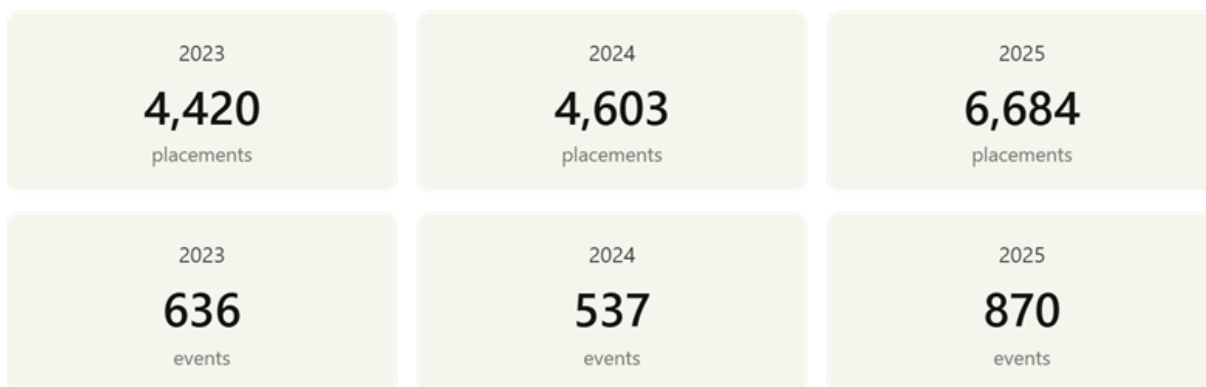 2023 2024 2025
4,420 4,603 6,684
placements placements placements
2023 2024 2025
636 537 870
events events events